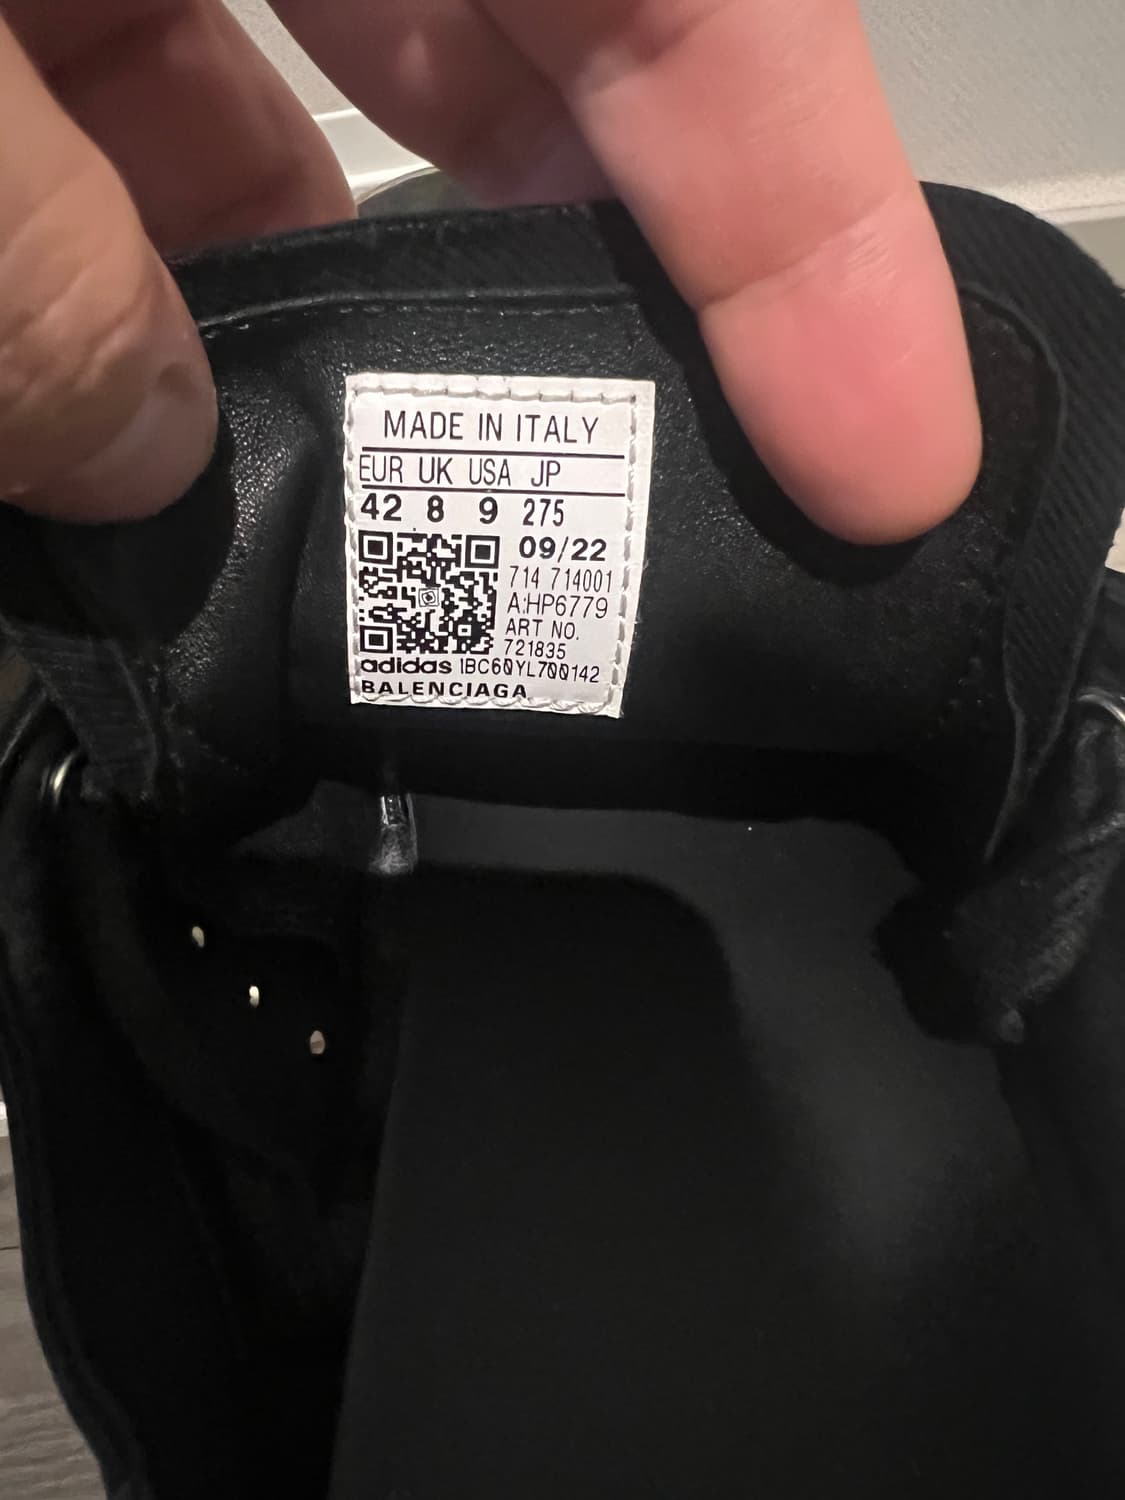 MADE IN ITALY
EUR UK USA JP
42 8 9 275
09/22
714 714001
A:HP6779
ART NO.
721835
adidas 1BC60YL700142
BALENCIAGA